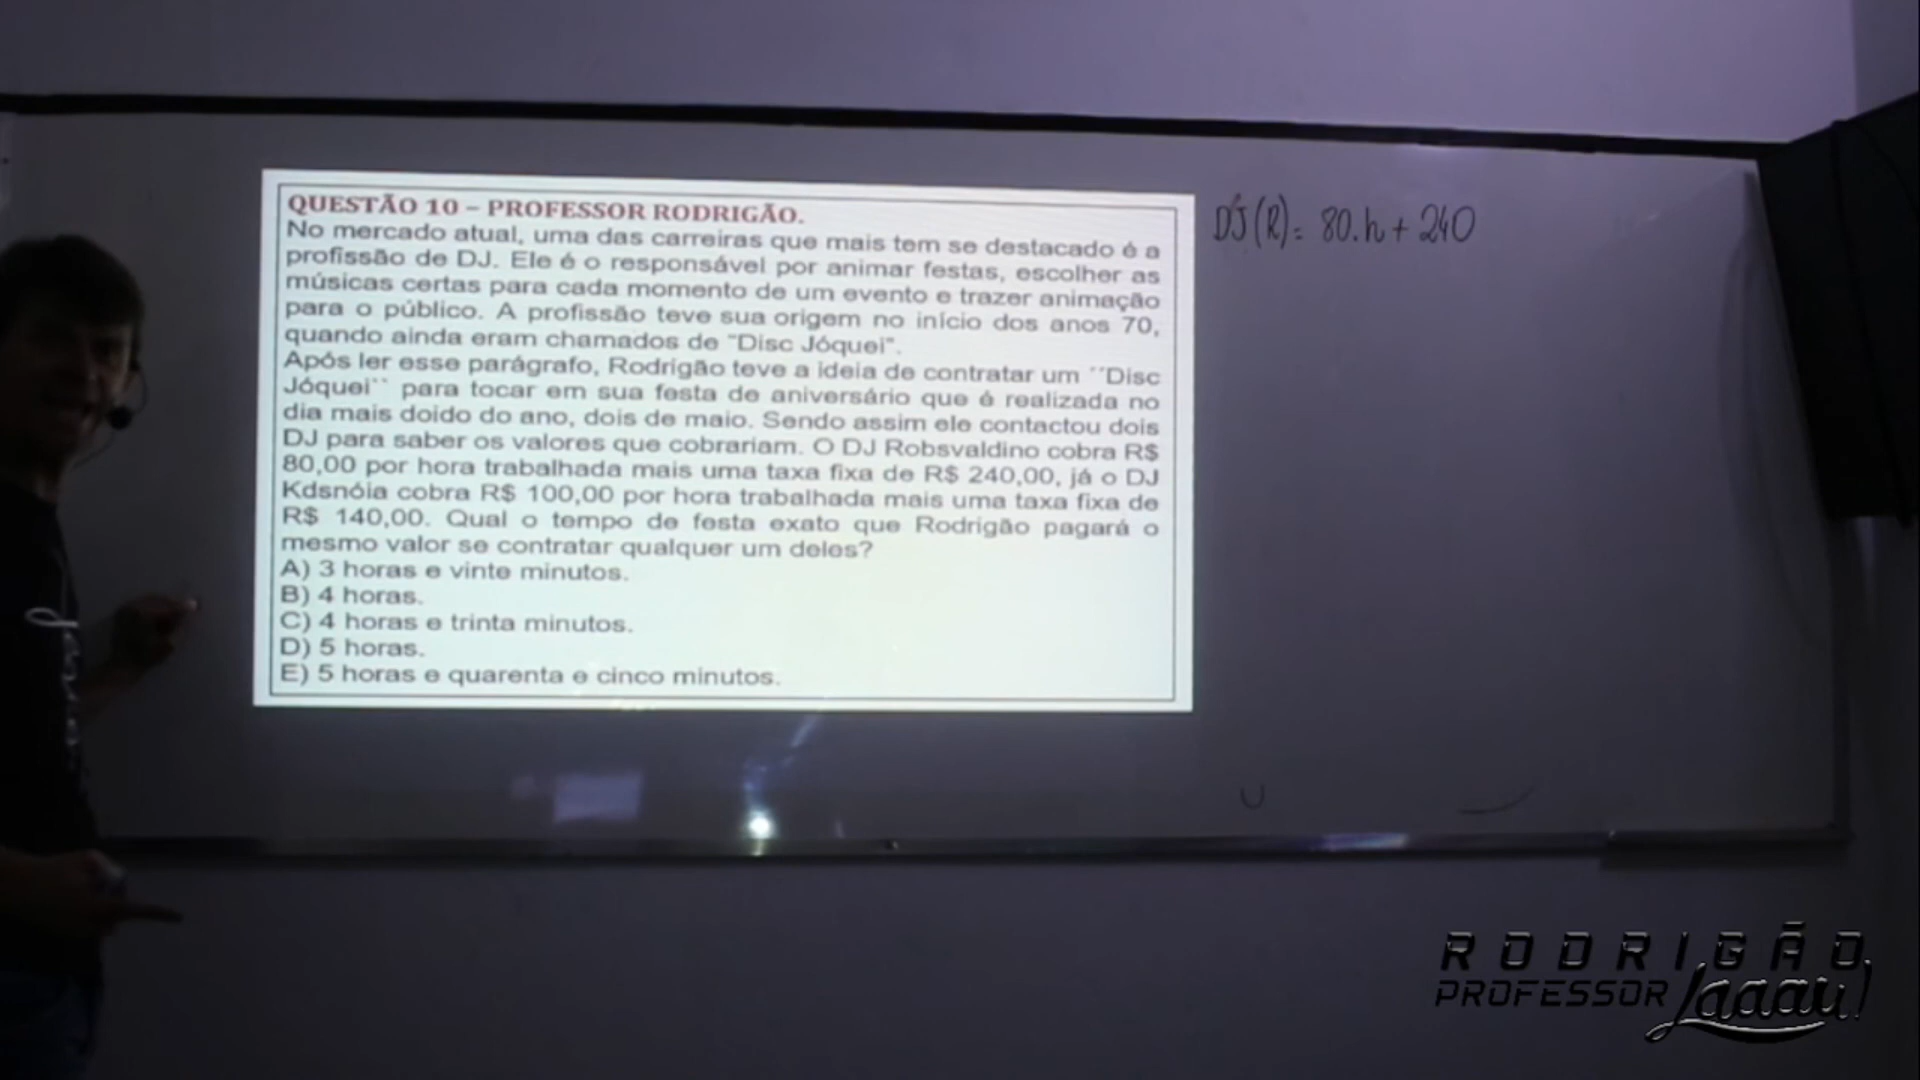 QUESTÃO 10 – PROFESSOR RODRIGÃO.
No mercado atual, uma das carreiras que mais tem se destacado é a
profissão de DJ. Ele é o responsável por animar festas, escolher as
músicas certas para cada momento de um evento e trazer animação
para o público. A profissão teve sua origem no início dos anos 70,
quando ainda eram chamados de "Disc Jóquei".
Após ler esse parágrafo, Rodrigão teve a ideia de contratar um ´´Disc
Jóquei`` para tocar em sua festa de aniversário que é realizada no
dia mais doido do ano, dois de maio. Sendo assim ele contactou dois
DJ para saber os valores que cobrariam. O DJ Robsvaldino cobra R$
80,00 por hora trabalhada mais uma taxa fixa de R$ 240,00, já o DJ
Kdsnóia cobra R$ 100,00 por hora trabalhada mais uma taxa fixa de
R$ 140,00. Qual o tempo de festa exato que Rodrigão pagará o
mesmo valor se contratar qualquer um deles?
A) 3 horas e vinte minutos.
B) 4 horas.
C) 4 horas e trinta minutos.
D) 5 horas.
E) 5 horas e quarenta e cinco minutos.
DJ(R) = 80.h + 240
RODRIGÃO
PROFESSOR Laaau!